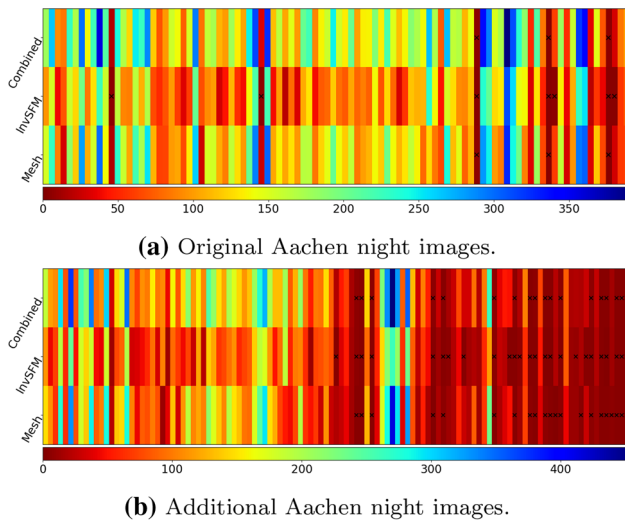 Combined
InvSFM
Mesh
0 50 100 150 200 250 300 350
(a) Original Aachen night images.
Combined
InvSFM
Mesh
0 100 200 300 400
(b) Additional Aachen night images.